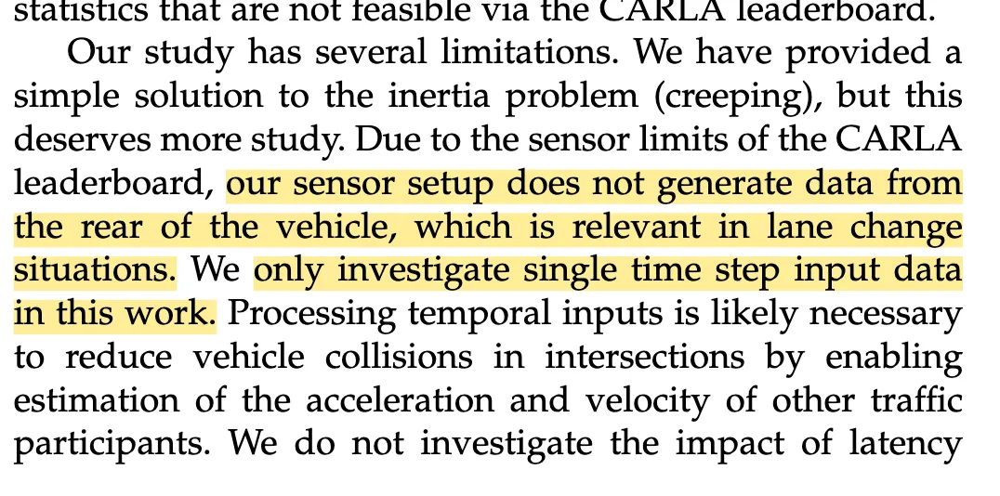 statistics that are not feasible via the CARLA leaderboard.
Our study has several limitations. We have provided a
simple solution to the inertia problem (creeping), but this
deserves more study. Due to the sensor limits of the CARLA
leaderboard, our sensor setup does not generate data from
the rear of the vehicle, which is relevant in lane change
situations. We only investigate single time step input data
in this work. Processing temporal inputs is likely necessary
to reduce vehicle collisions in intersections by enabling
estimation of the acceleration and velocity of other traffic
participants. We do not investigate the impact of latency